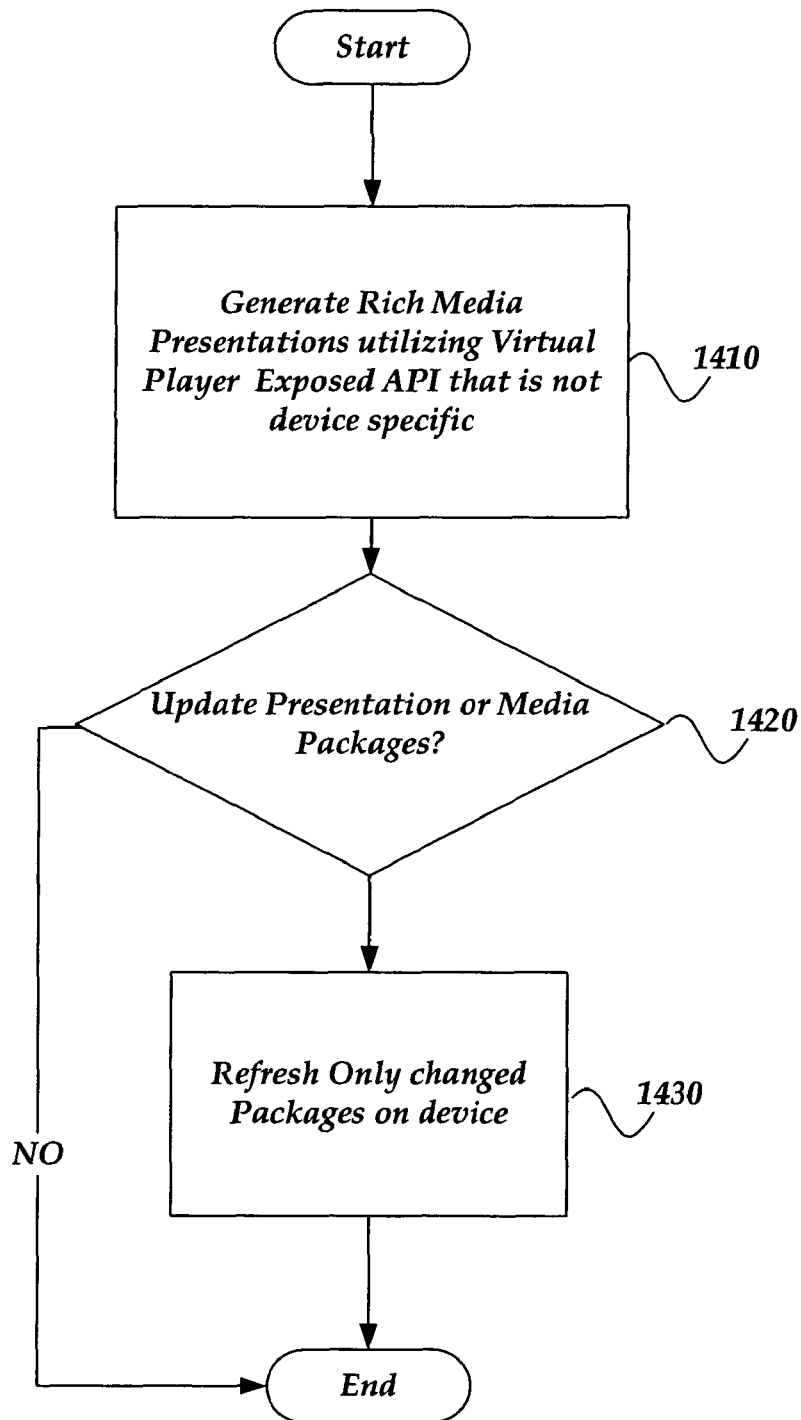 Start
Generate Rich Media
Presentations utilizing Virtual
Player Exposed API that is not
device specific
1410
Update Presentation or Media
Packages?
1420
Refresh Only changed
Packages on device
1430
NO
End